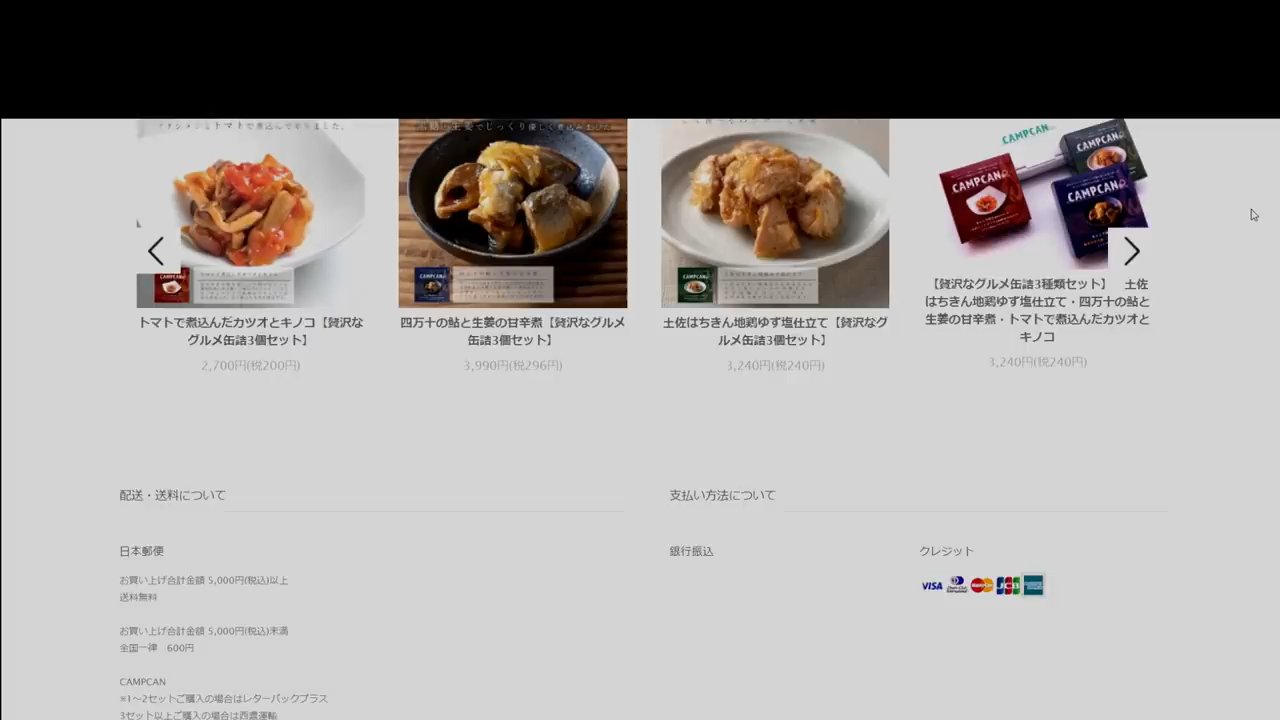 トマトで煮込んだカツオとキノコ【贅沢な
グルメ缶詰3個セット】
2,700円(税200円)
四万十の鮎と生姜の甘辛煮【贅沢なグルメ
缶詰3個セット】
3,990円(税296円)
土佐はちきん地鶏ゆず塩仕立て【贅沢なグ
ルメ缶詰3個セット】
3,240円(税240円)
CAMPCAN
CAMPCAN
CAMPCAN
CAMPCAN
【贅沢なグルメ缶詰3種類セット】 土佐
はちきん地鶏ゆず塩仕立て・四万十の鮎と
生姜の甘辛煮・トマトで煮込んだカツオと
キノコ
3,240円(税240円)
配送・送料について
日本郵便
お買い上げ合計金額 5,000円(税込)以上
送料無料
お買い上げ合計金額 5,000円(税込)未満
全国一律 600円
CAMPCAN
※1～2セットご購入の場合はレターパックプラス
3セット以上ご購入の場合は西濃運輸
支払い方法について
銀行振込
クレジット
VISA
MasterCard
JCB